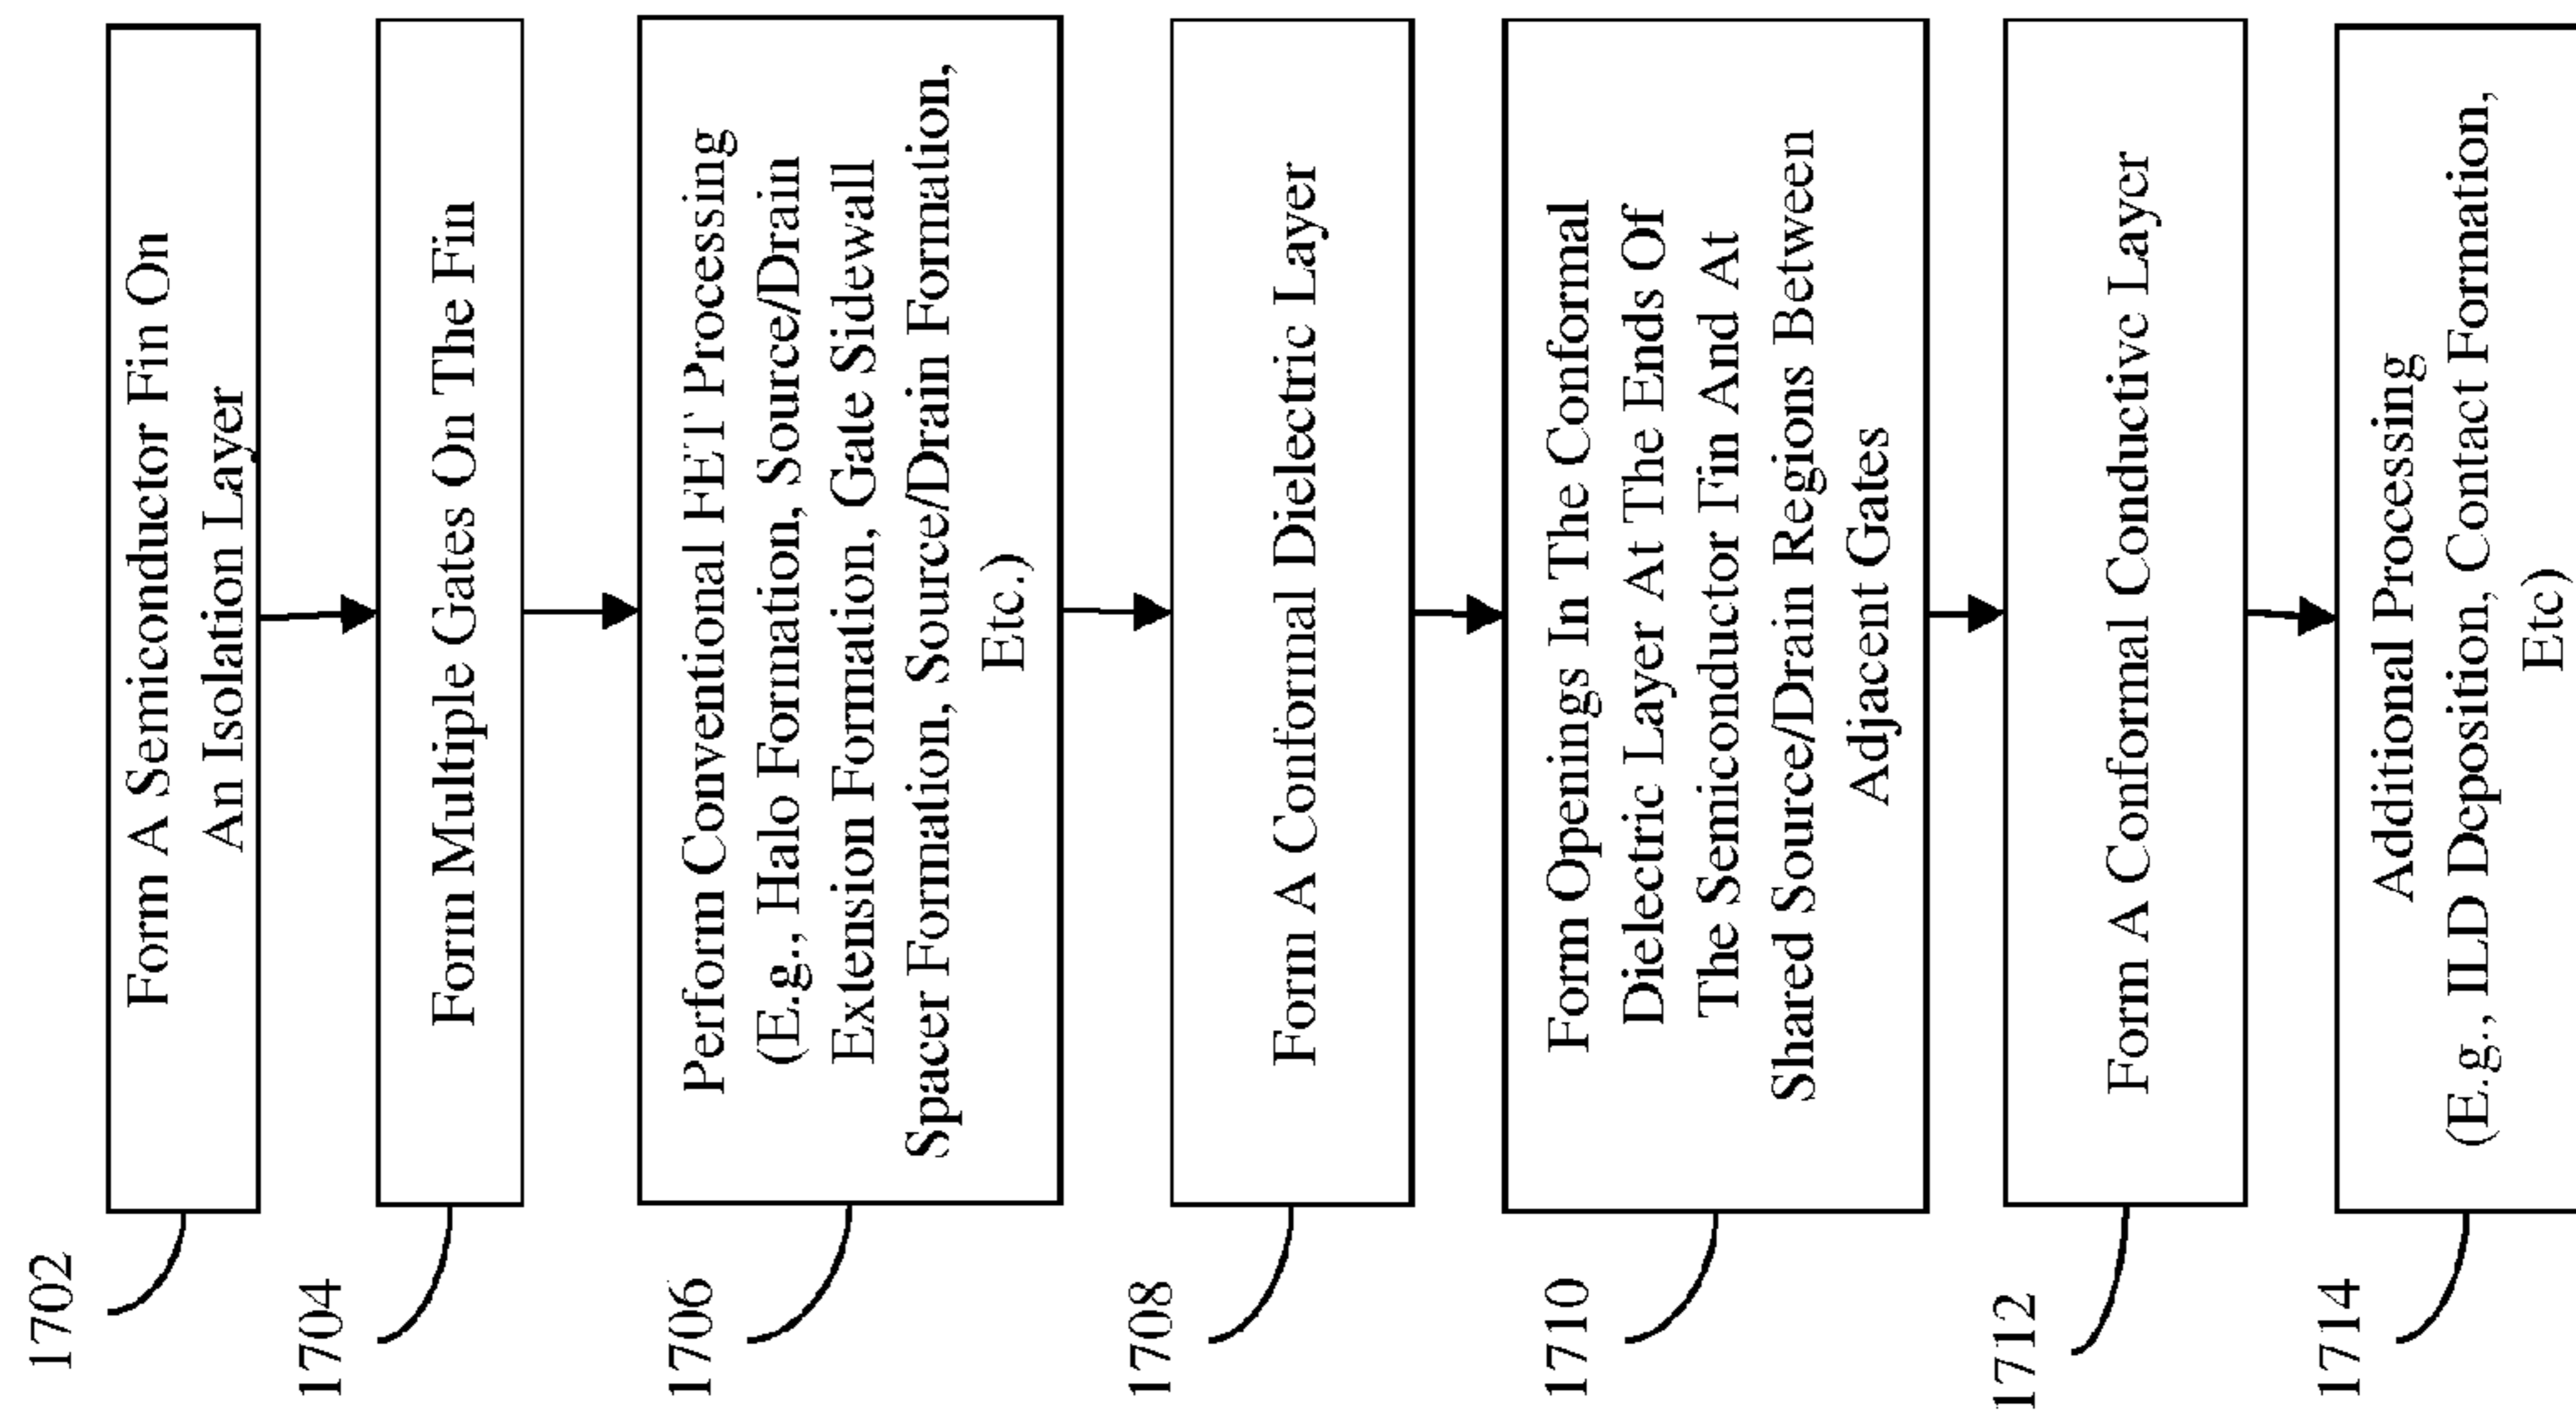 1702
Form A Semiconductor Fin On
An Isolation Layer
1704
Form Multiple Gates On The Fin
1706
Perform Conventional FET Processing
(E.g., Halo Formation, Source/Drain
Extension Formation, Gate Sidewall
Spacer Formation, Source/Drain Formation,
Etc.)
1708
Form A Conformal Dielectric Layer
1710
Form Openings In The Conformal
Dielectric Layer At The Ends Of
The Semiconductor Fin And At
Shared Source/Drain Regions Between
Adjacent Gates
1712
Form A Conformal Conductive Layer
1714
Additional Processing
(E.g., ILD Deposition, Contact Formation,
Etc)